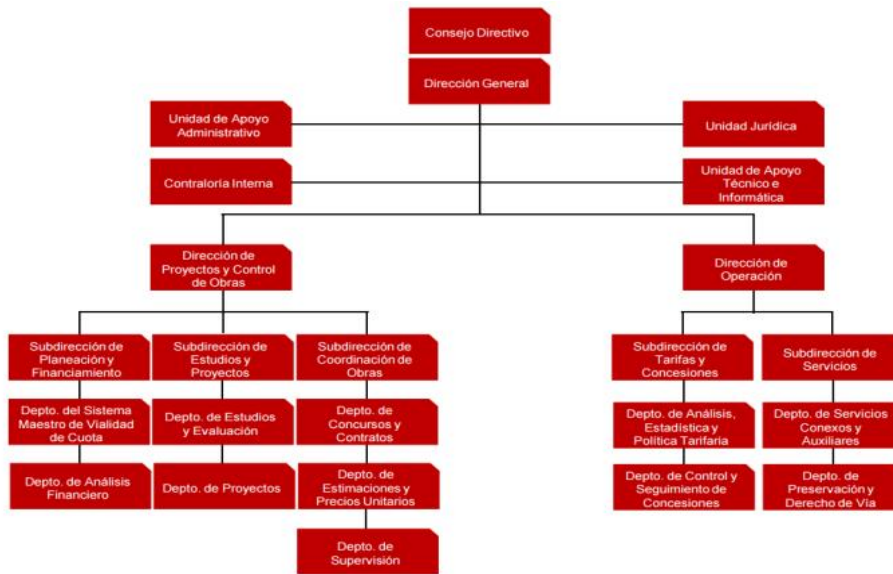 Consejo Directivo
Dirección General
Unidad de Apoyo
Administrativo
Unidad Jurídica
Contraloría Interna
Unidad de Apoyo
Técnico e
Informática
Dirección de
Proyectos y Control
de Obras
Dirección de
Operación
Subdirección de
Planeación y
Financiamiento
Subdirección de
Estudios y
Proyectos
Subdirección de
Coordinación de
Obras
Subdirección de
Tarifas y
Concesiones
Subdirección de
Servicios
Depto. del Sistema
Maestro de Vialidad
de Cuota
Depto. de Estudios
y Evaluación
Depto. de
Concursos y
Contratos
Depto. de Análisis,
Estadística y
Política Tarifaria
Depto. de Servicios
Conexos y
Auxiliares
Depto. de Análisis
Financiero
Depto. de Proyectos
Depto. de
Estimaciones y
Precios Unitarios
Depto. de Control y
Seguimiento de
Concesiones
Depto. de
Preservación y
Derecho de Vía
Depto. de
Supervisión